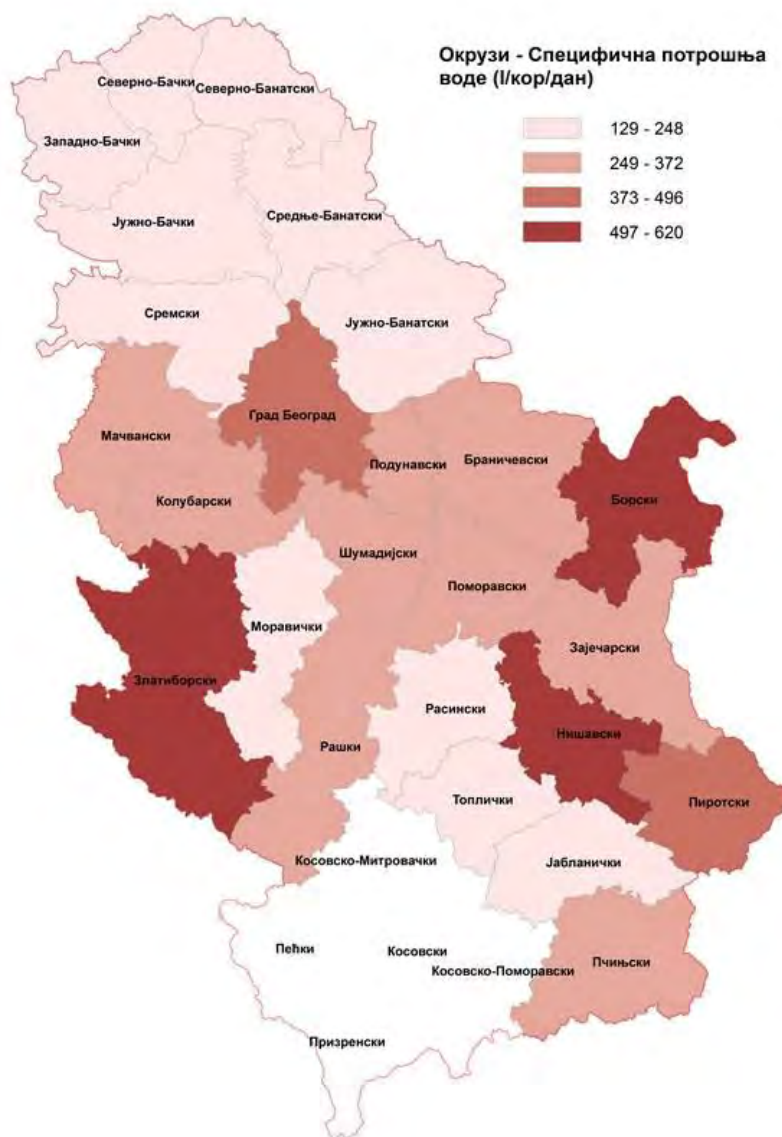 Окрузи - Специфична потрошња
воде (l/кор/дан)
129 - 248
249 - 372
373 - 496
497 - 620
Северно-Бачки
Северно-Банатски
Западно-Бачки
Јужно-Бачки
Средње-Банатски
Сремски
Јужно-Банатски
Град Београд
Мачвански
Подунавски
Браничевски
Колубарски
Борски
Шумадијски
Поморавски
Моравички
Зајечарски
Златиборски
Расински
Нишавски
Рашки
Топлички
Пиротски
Косовско-Митровачки
Јабланички
Пећки
Косовски
Косовско-Поморавски
Пчињски
Призренски